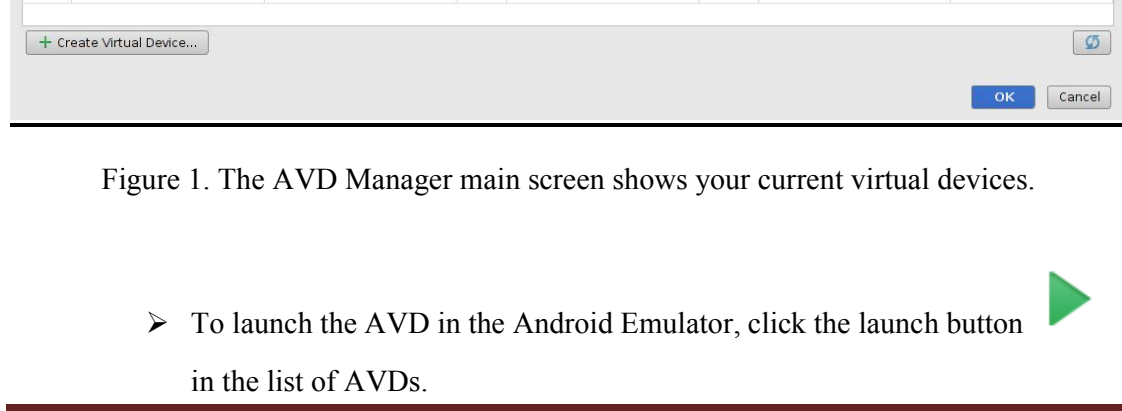 + Create Virtual Device...
OK Cancel
Figure 1. The AVD Manager main screen shows your current virtual devices.
➢ To launch the AVD in the Android Emulator, click the launch button
in the list of AVDs.